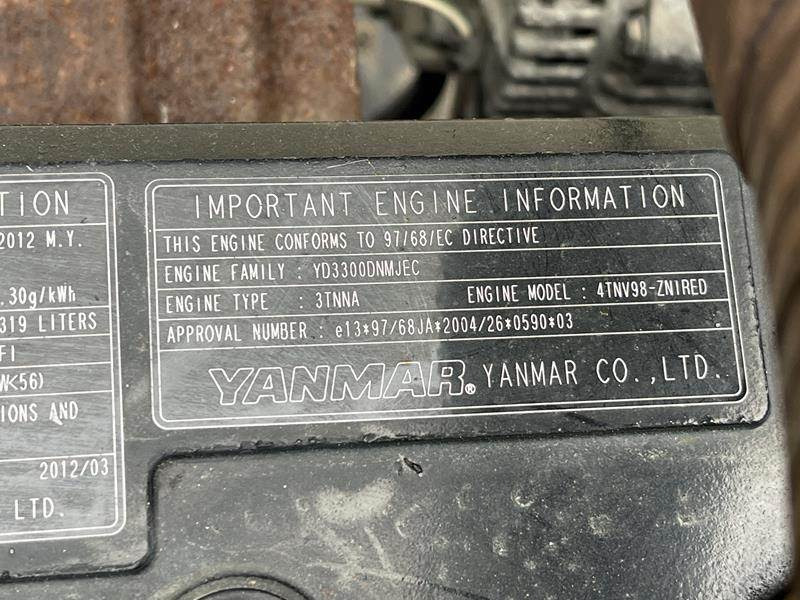 TION
2012 M.Y.
.30g/kWh
319 LITERS
FI
kW<56)
IONS AND
2012/03
LTD.
IMPORTANT ENGINE INFORMATION
THIS ENGINE CONFORMS TO 97/68/EC DIRECTIVE
ENGINE FAMILY : YD3300DNMJEC
ENGINE TYPE : 3TNNA ENGINE MODEL : 4TNV98-ZN1RED
APPROVAL NUMBER : e13*97/68JA*2004/26*0590*03
YANMAR® YANMAR CO.,LTD.